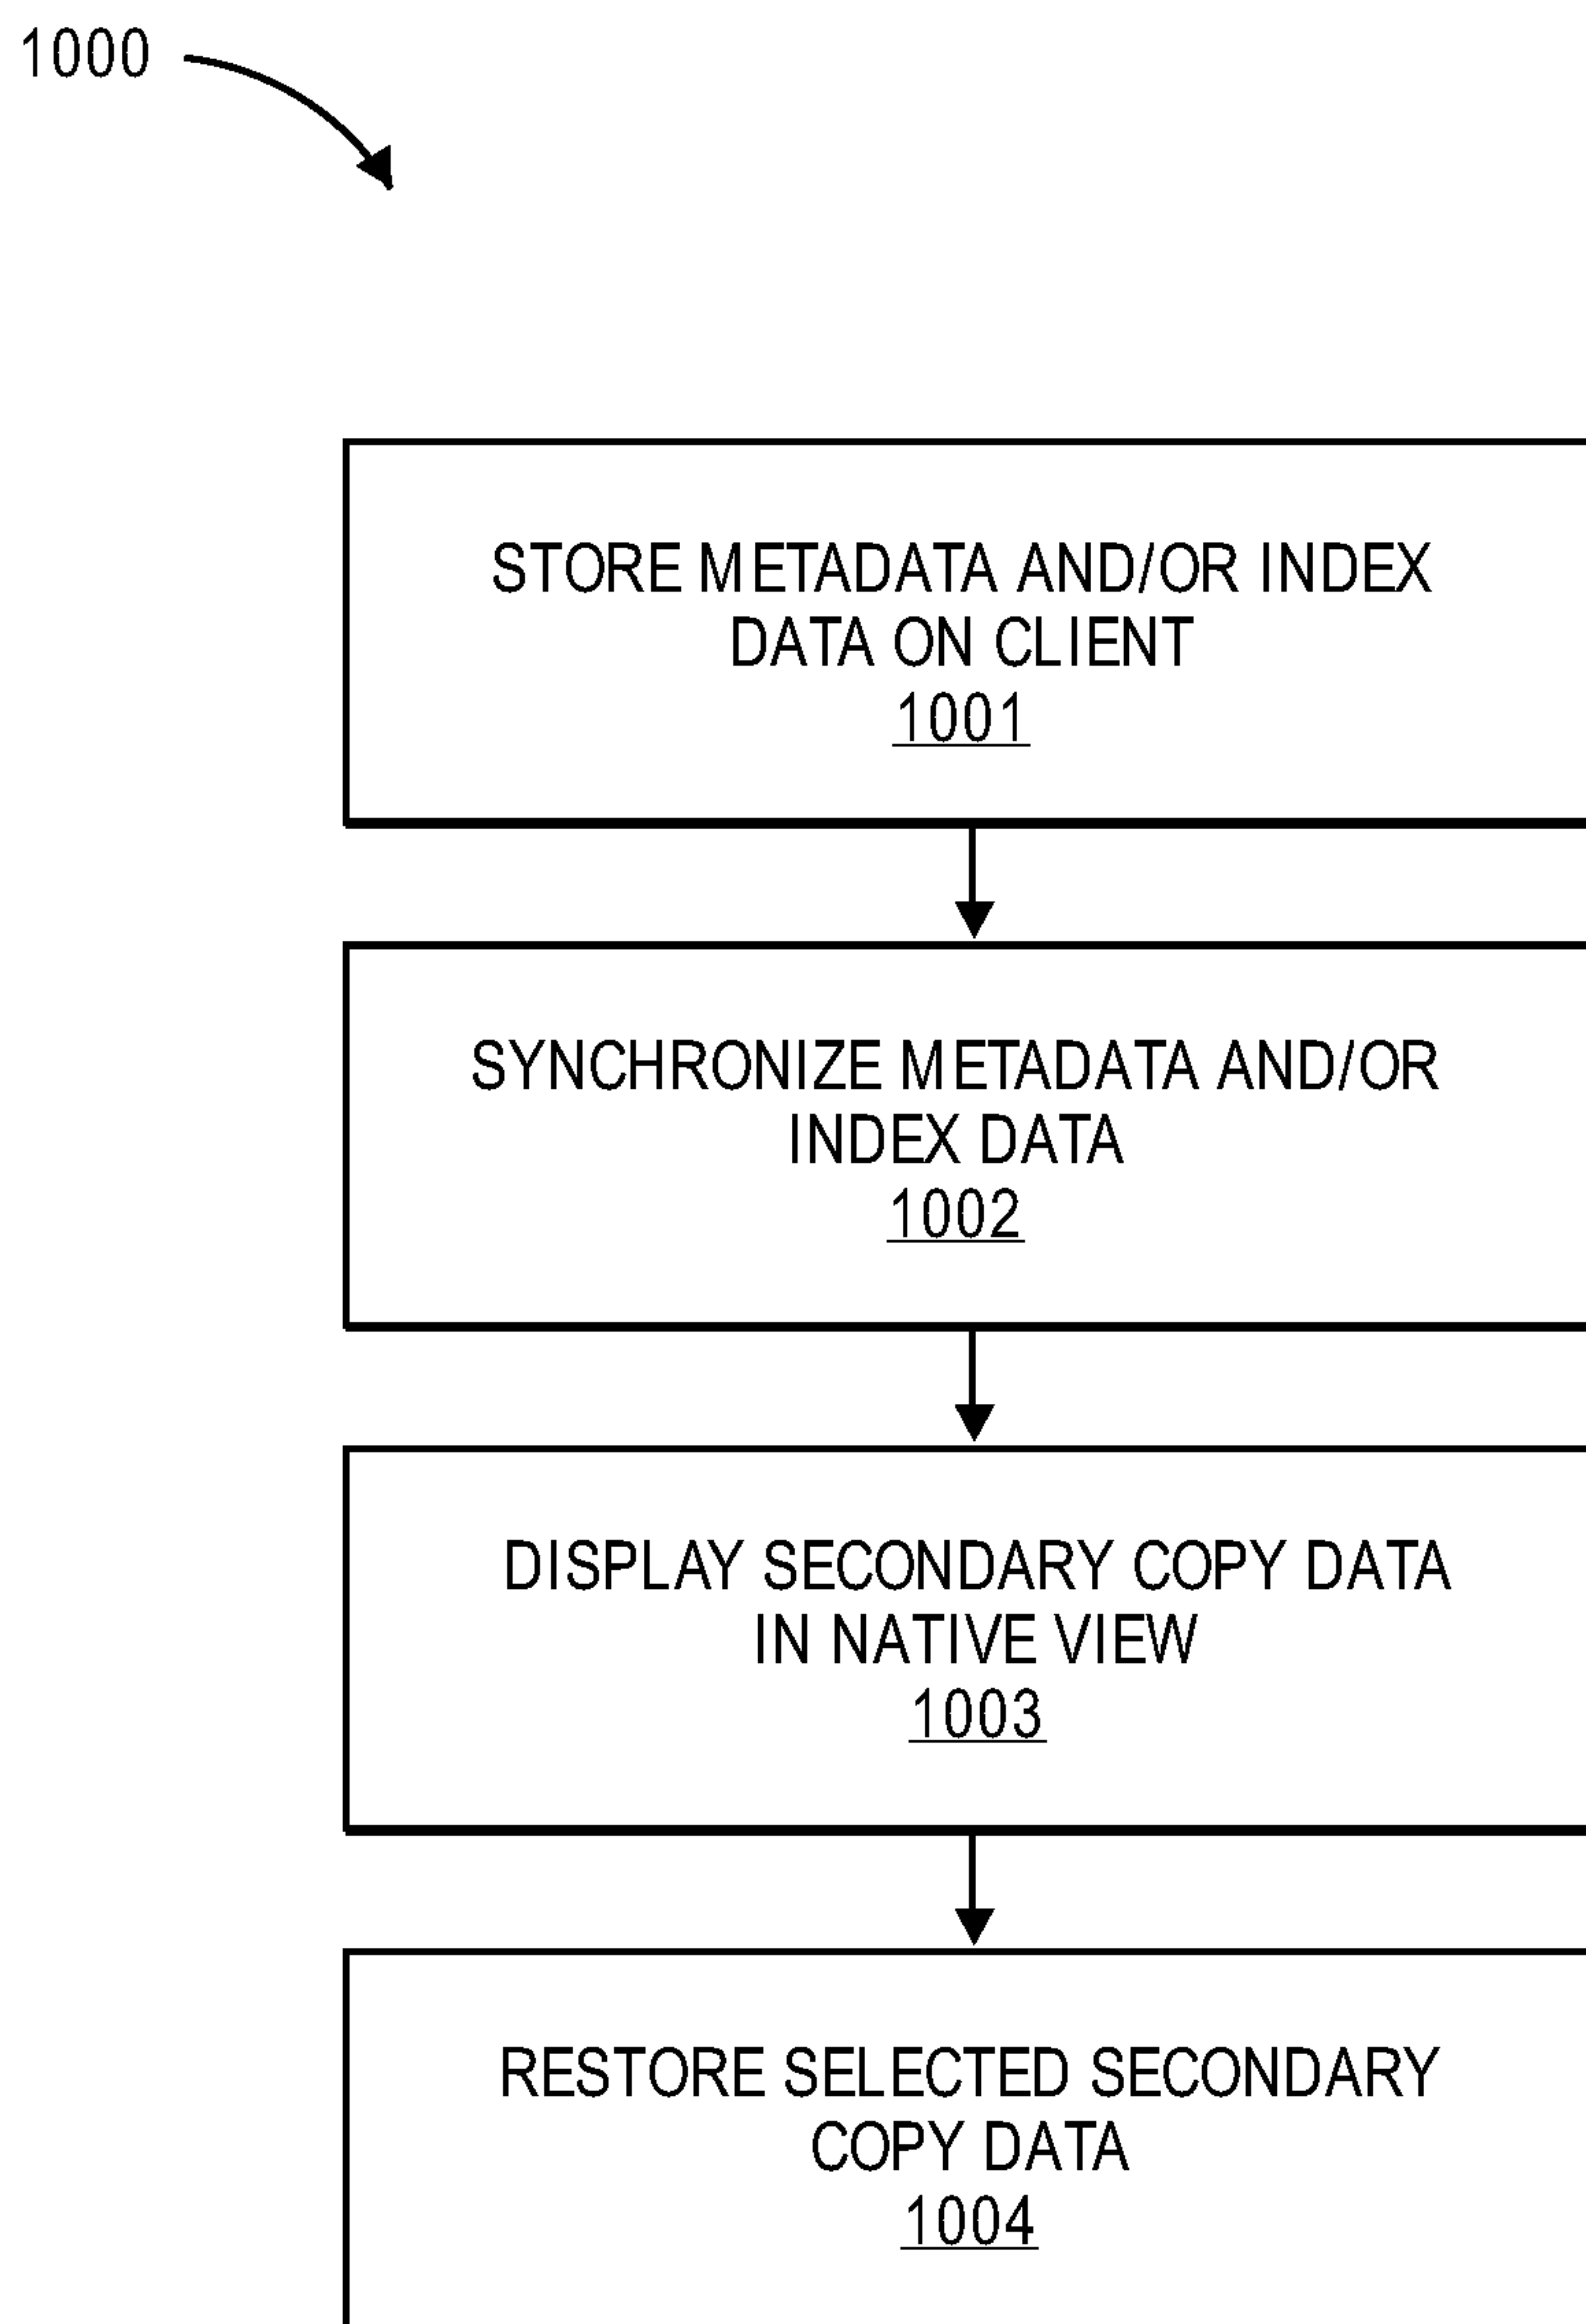 1000
STORE METADATA AND/OR INDEX
DATA ON CLIENT
1001
SYNCHRONIZE METADATA AND/OR
INDEX DATA
1002
DISPLAY SECONDARY COPY DATA
IN NATIVE VIEW
1003
RESTORE SELECTED SECONDARY
COPY DATA
1004